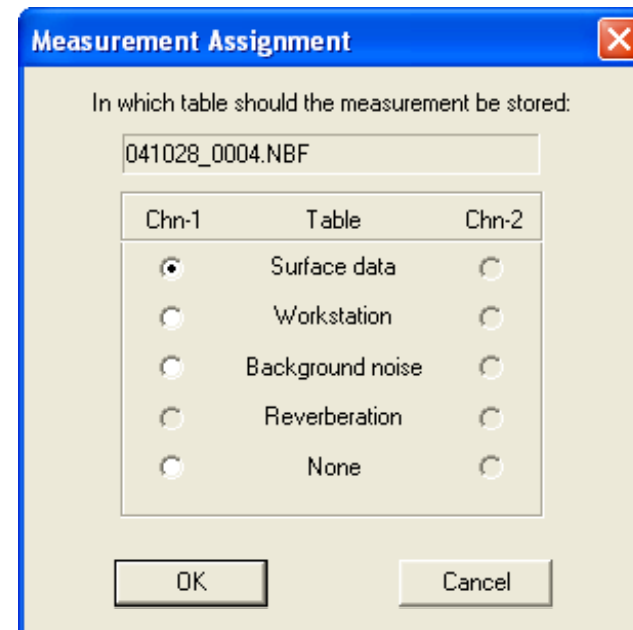 Measurement Assignment
In which table should the measurement be stored:
041028_0004.NBF
Chn-1 Table Chn-2
Surface data
Workstation
Background noise
Reverberation
None
OK Cancel